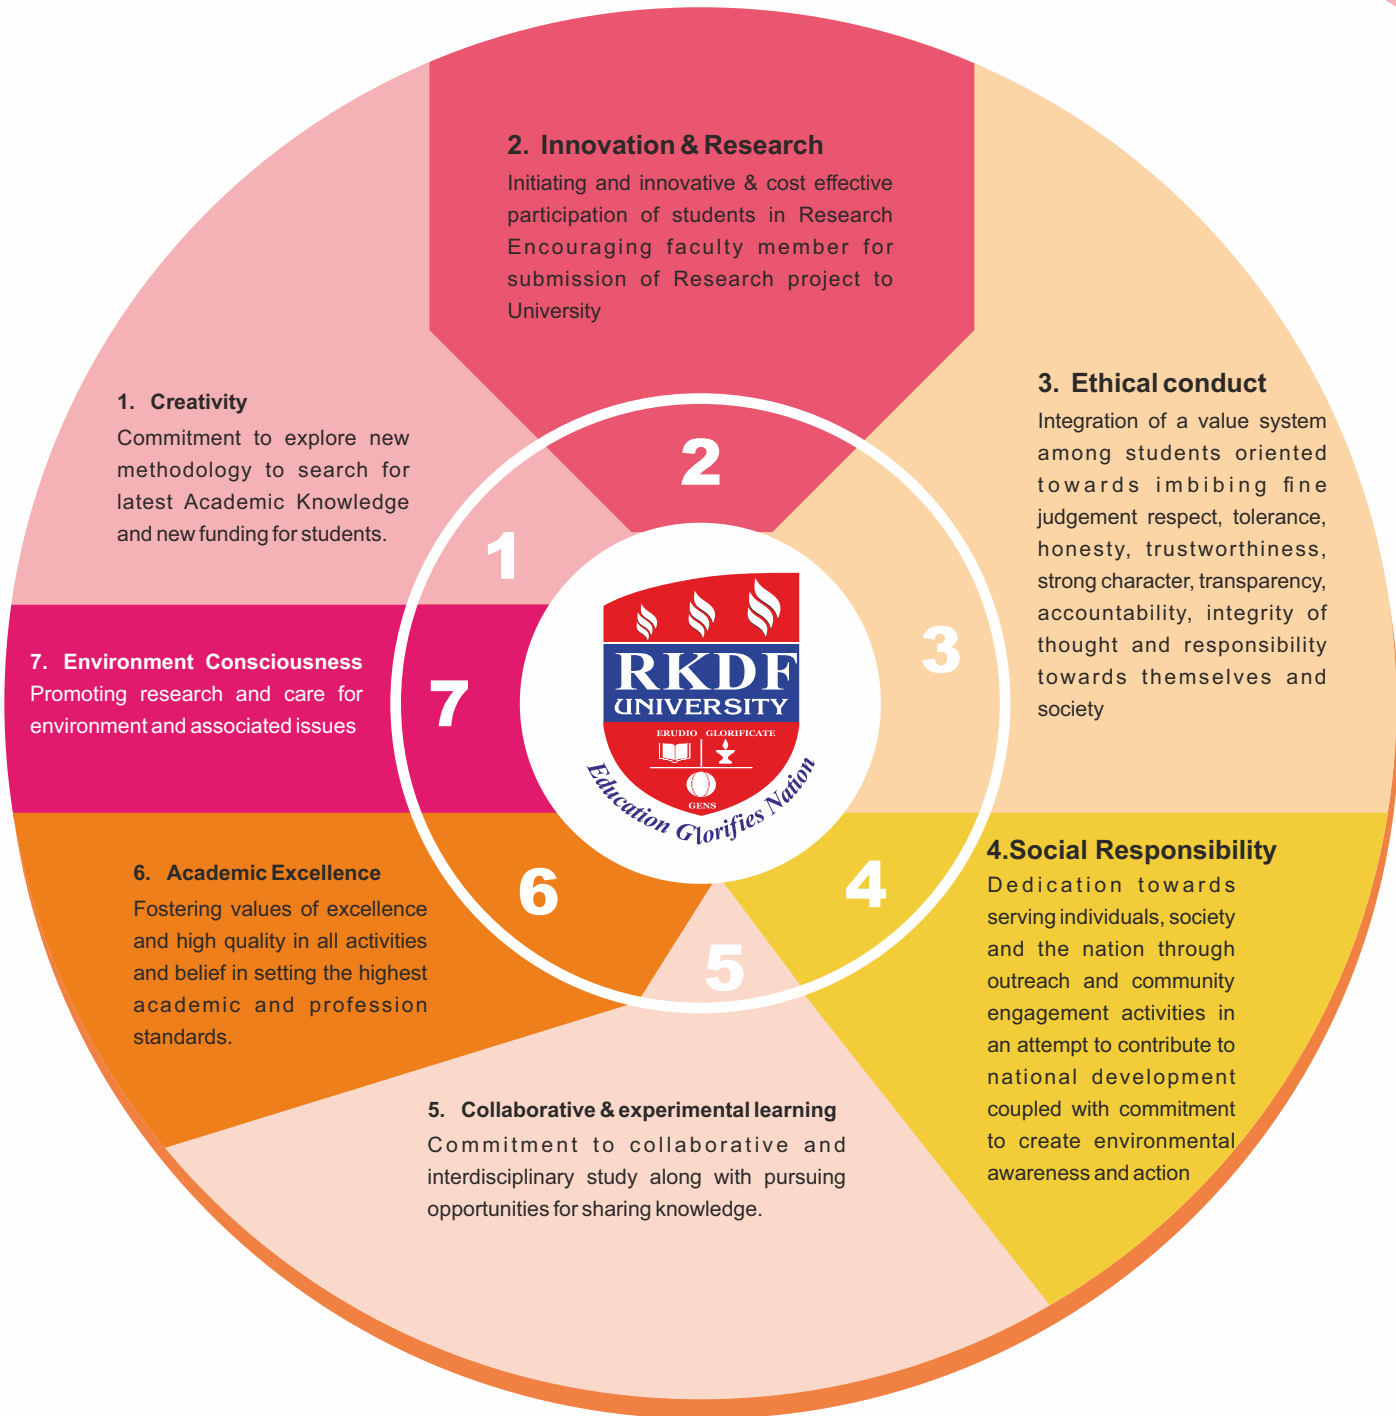 1. Creativity
Commitment to explore new
methodology to search for
latest Academic Knowledge
and new funding for students.
2. Innovation & Research
Initiating and innovative & cost effective
participation of students in Research
Encouraging faculty member for
submission of Research project to
University
3. Ethical conduct
Integration of a value system
among students oriented
towards imbibing fine
judgement respect, tolerance,
honesty, trustworthiness,
strong character, transparency,
accountability, integrity of
thought and responsibility
towards themselves and
society
4.Social Responsibility
Dedication towards
serving individuals, society
and the nation through
outreach and community
engagement activities in
an attempt to contribute to
national development
coupled with commitment
to create environmental
awareness and action
5. Collaborative & experimental learning
Commitment to collaborative and
interdisciplinary study along with pursuing
opportunities for sharing knowledge.
6. Academic Excellence
Fostering values of excellence
and high quality in all activities
and belief in setting the highest
academic and profession
standards.
7. Environment Consciousness
Promoting research and care for
environment and associated issues
1
2
3
4
5
6
7
RKDF
UNIVERSITY
ERUDIO GLORIFICATE
GENS
Education Glorifies Nation